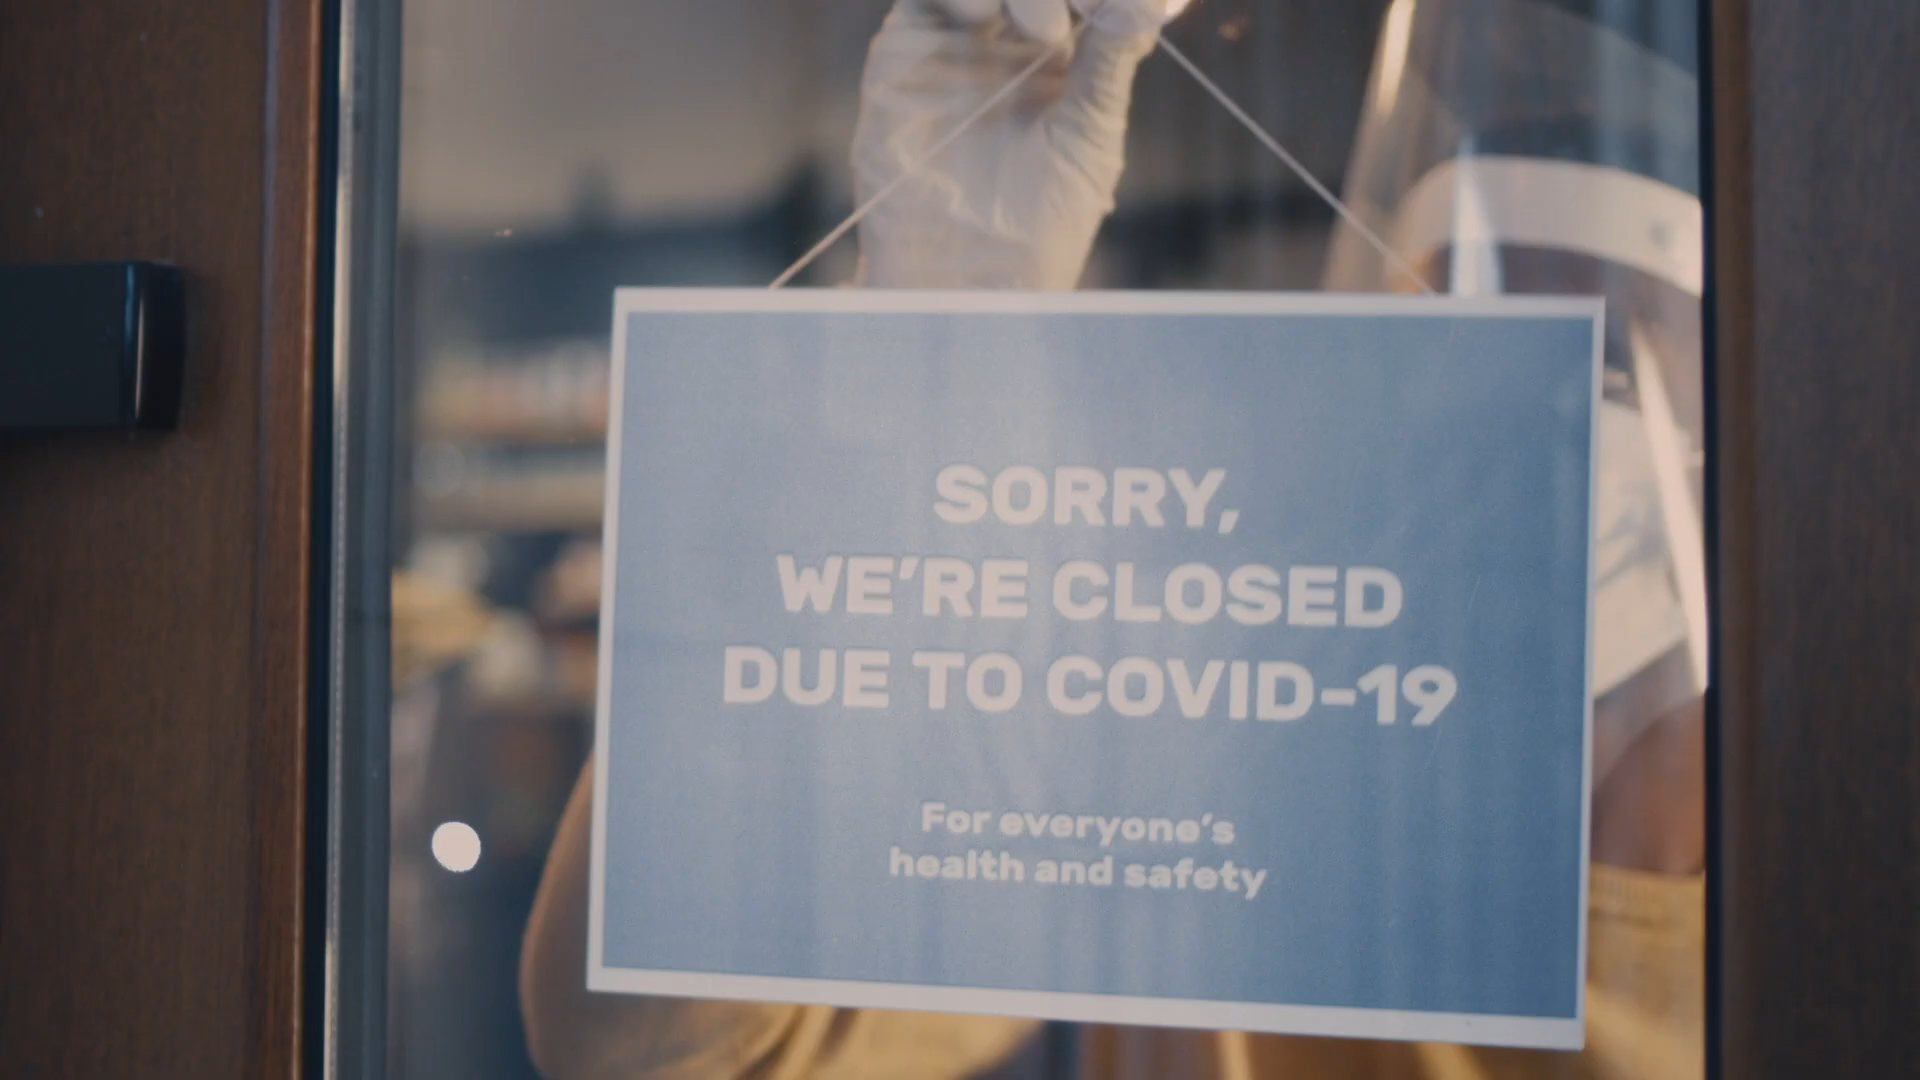 SORRY,
WE'RE CLOSED
DUE TO COVID-19
For everyone's
health and safety